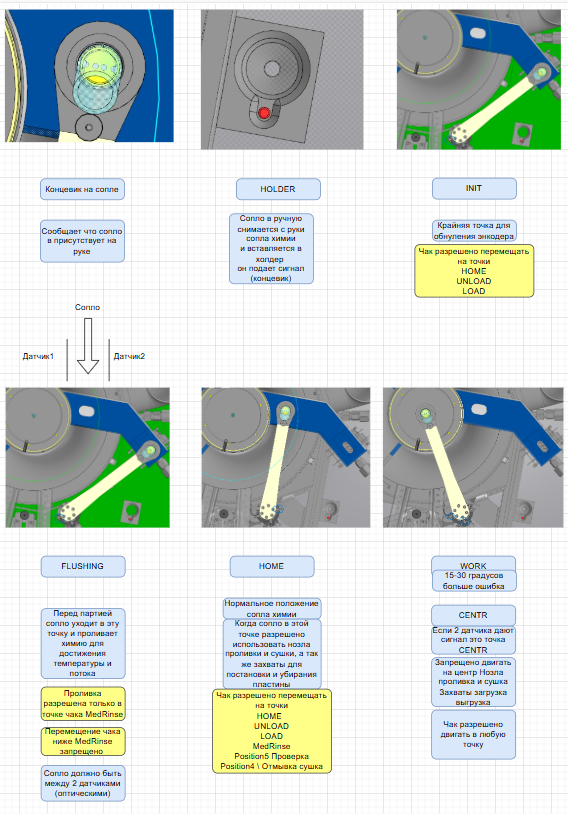 Концевик на сопле
HOLDER
INIT
Сообщает что сопло
в присутствует на
руке
Сопло в ручную
снимается с руки
сопла химии
и вставляется в
холдер
он подает сигнал
(концевик)
Крайняя точка для
обнуления энкодера
Чак разрешено перемещать
на точки
HOME
UNLOAD
LOAD
Сопло
Датчик1
Датчик2
FLUSHING
HOME
WORK
15-30 градусов
больше ошибка
Перед партией
сопло уходит в эту
точку и проливает
химию для
достижения
температуры и
потока
Проливка
разрешена только в
точке чака MedRinse
Перемещение чака
ниже MedRinse
запрещено
Сопло должно быть
между 2 датчиками
(оптическими)
Нормальное положение
сопла химии
Когда сопло в этой
точке разрешено
использовать нозла
проливки и сушки, а так
же захваты для
постановки и убирания
пластины
Чак разрешено перемещать
на точки
HOME
UNLOAD
LOAD
MedRinse
Position5 Проверка
Position4 \ Отмывка сушка
CENTR
Если 2 датчика дают
сигнал это точка
CENTR
Запрещено двигать
на центр Нозла
проливка и сушка
Захваты загрузка
выгрузка
Чак разрешено
двигать в любую
точку